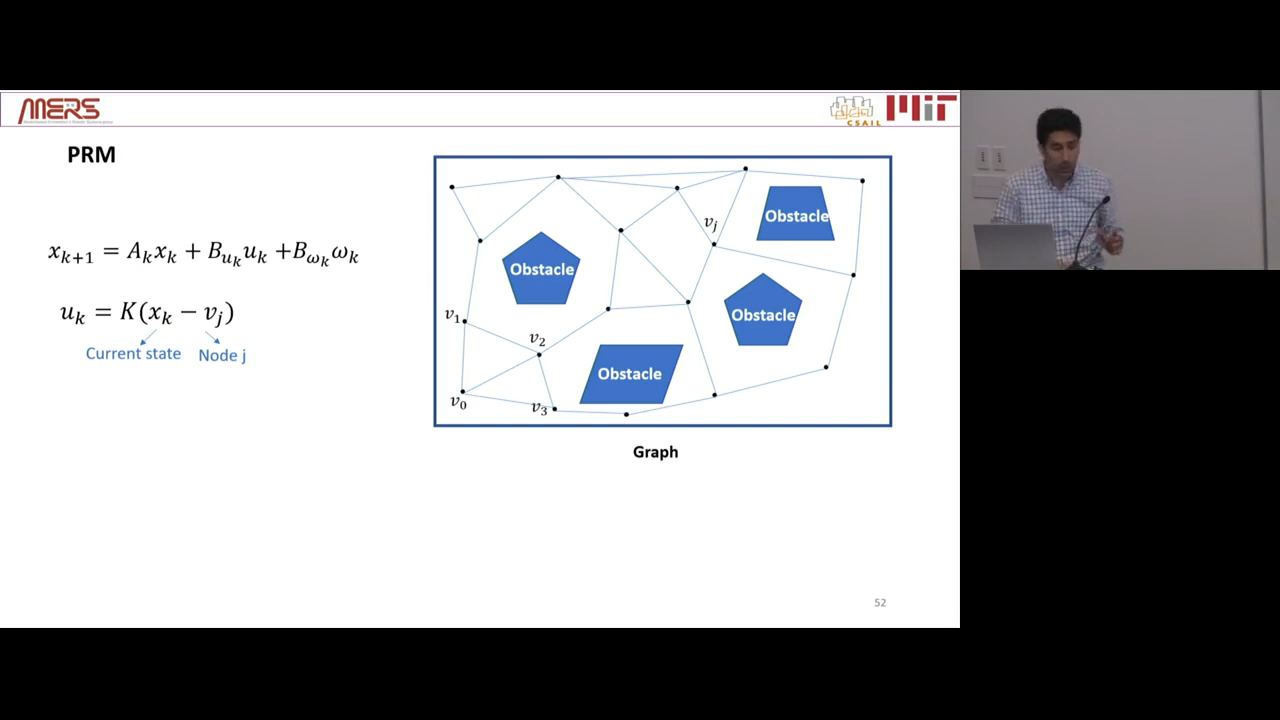 MERS
CSAIL
MIT
PRM
x_{k+1} = A_k x_k + B_{u_k} u_k + B_{ω_k} ω_k
u_k = K(x_k − v_j)
Current state
Node j
v_j
Obstacle
Obstacle
v_1
Obstacle
v_2
Obstacle
v_0
v_3
Graph
52